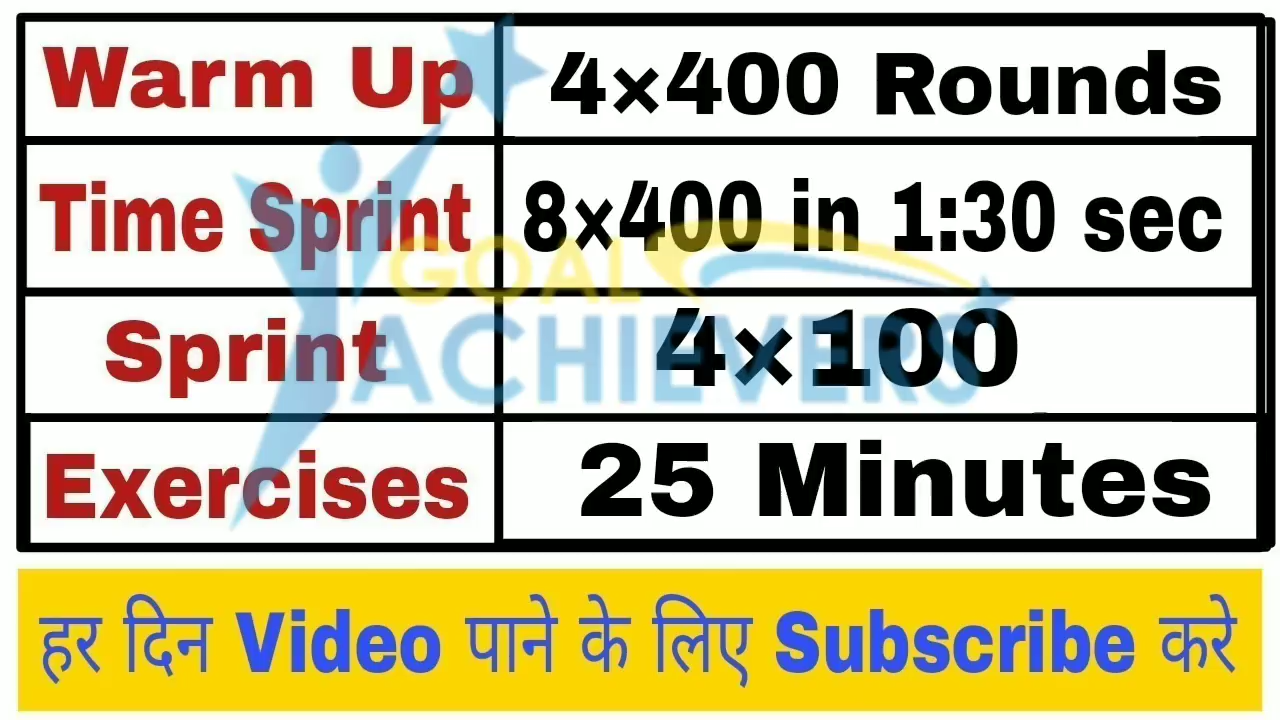 Warm Up 4×400 Rounds
Time Sprint 8×400 in 1:30 sec
GOAL
ACHIEVERS
Sprint 4×100
Exercises 25 Minutes
हर दिन Video पाने के लिए Subscribe करे